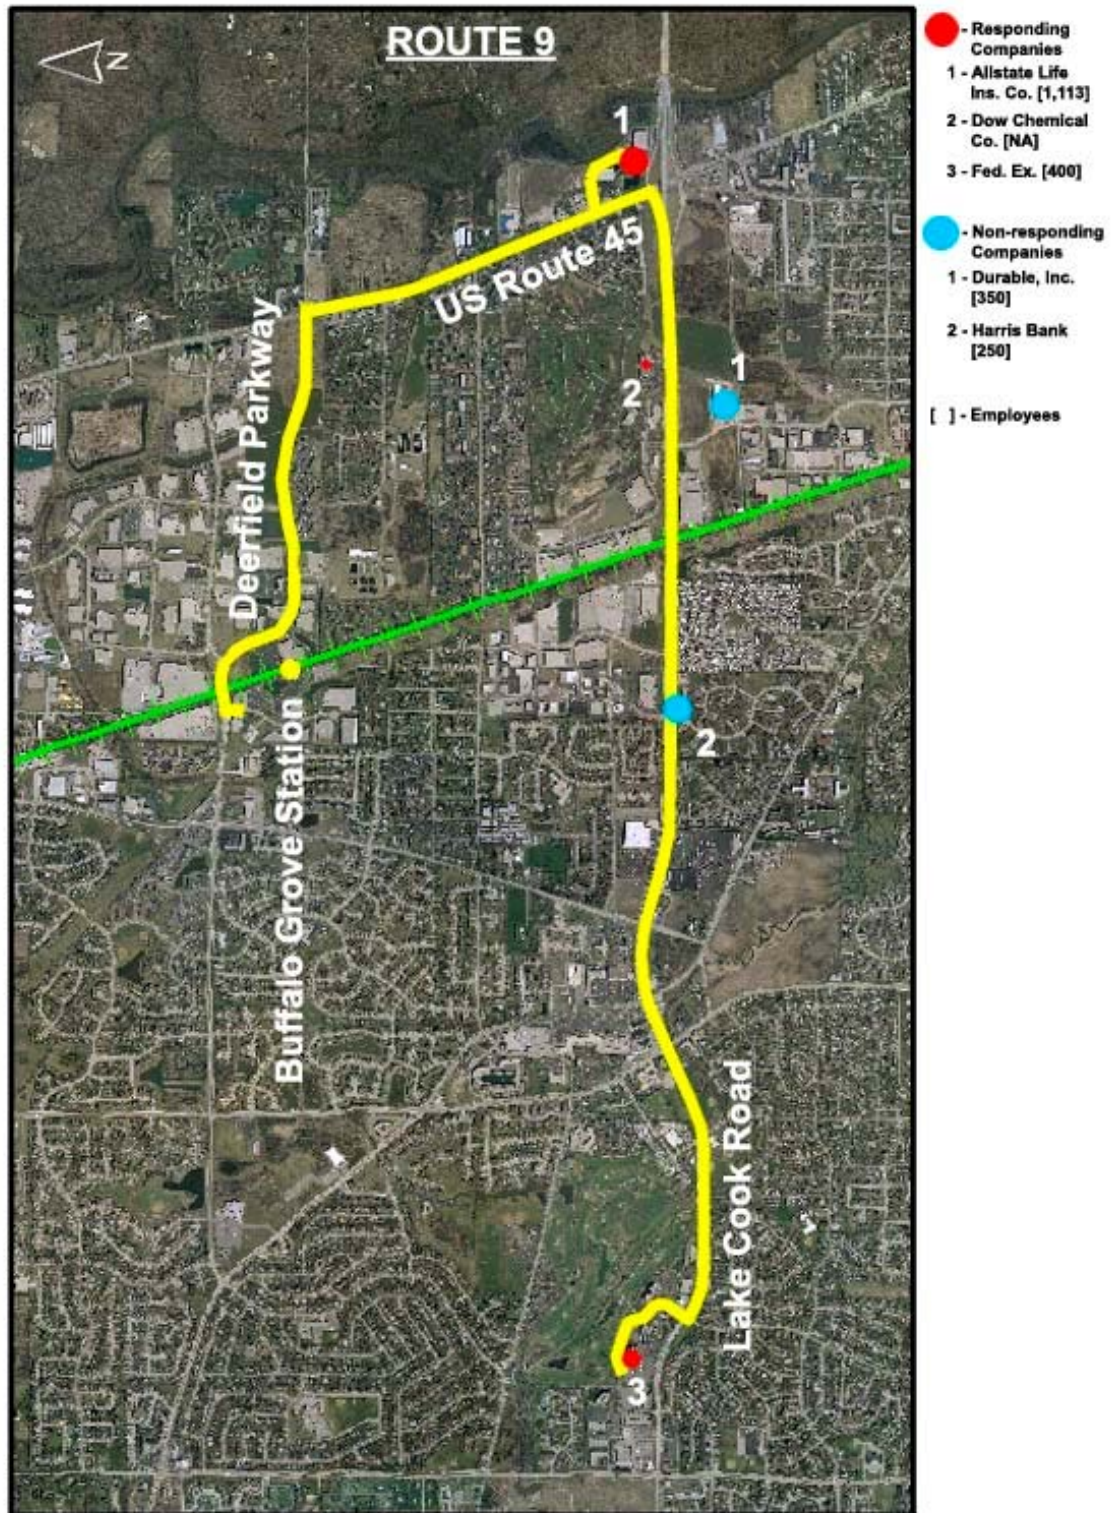 ROUTE 9
N
1
US Route 45
Deerfield Parkway
2
1
Buffalo Grove Station
2
Lake Cook Road
3
- Responding
Companies
1 - Allstate Life
Ins. Co. [1,113]
2 - Dow Chemical
Co. [NA]
3 - Fed. Ex. [400]
- Non-responding
Companies
1 - Durable, Inc.
[350]
2 - Harris Bank
[250]
[ ] - Employees